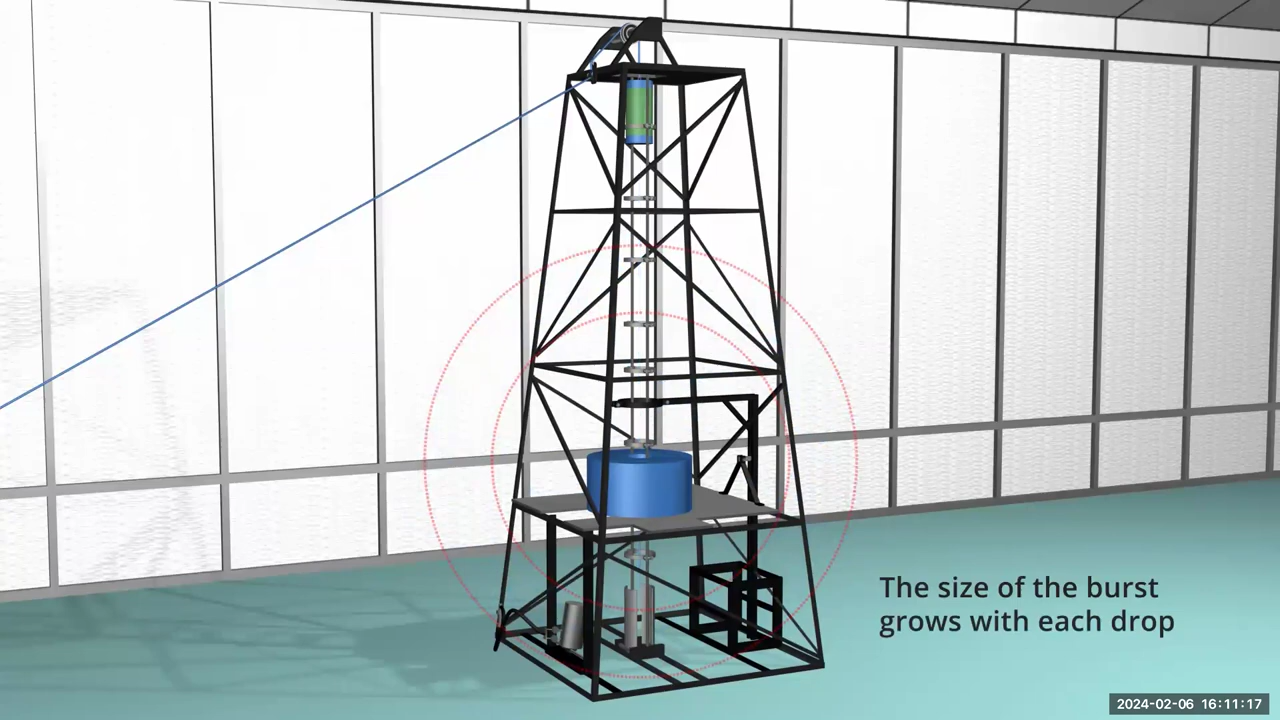 The size of the burst
grows with each drop
2024-02-06 16:11:17